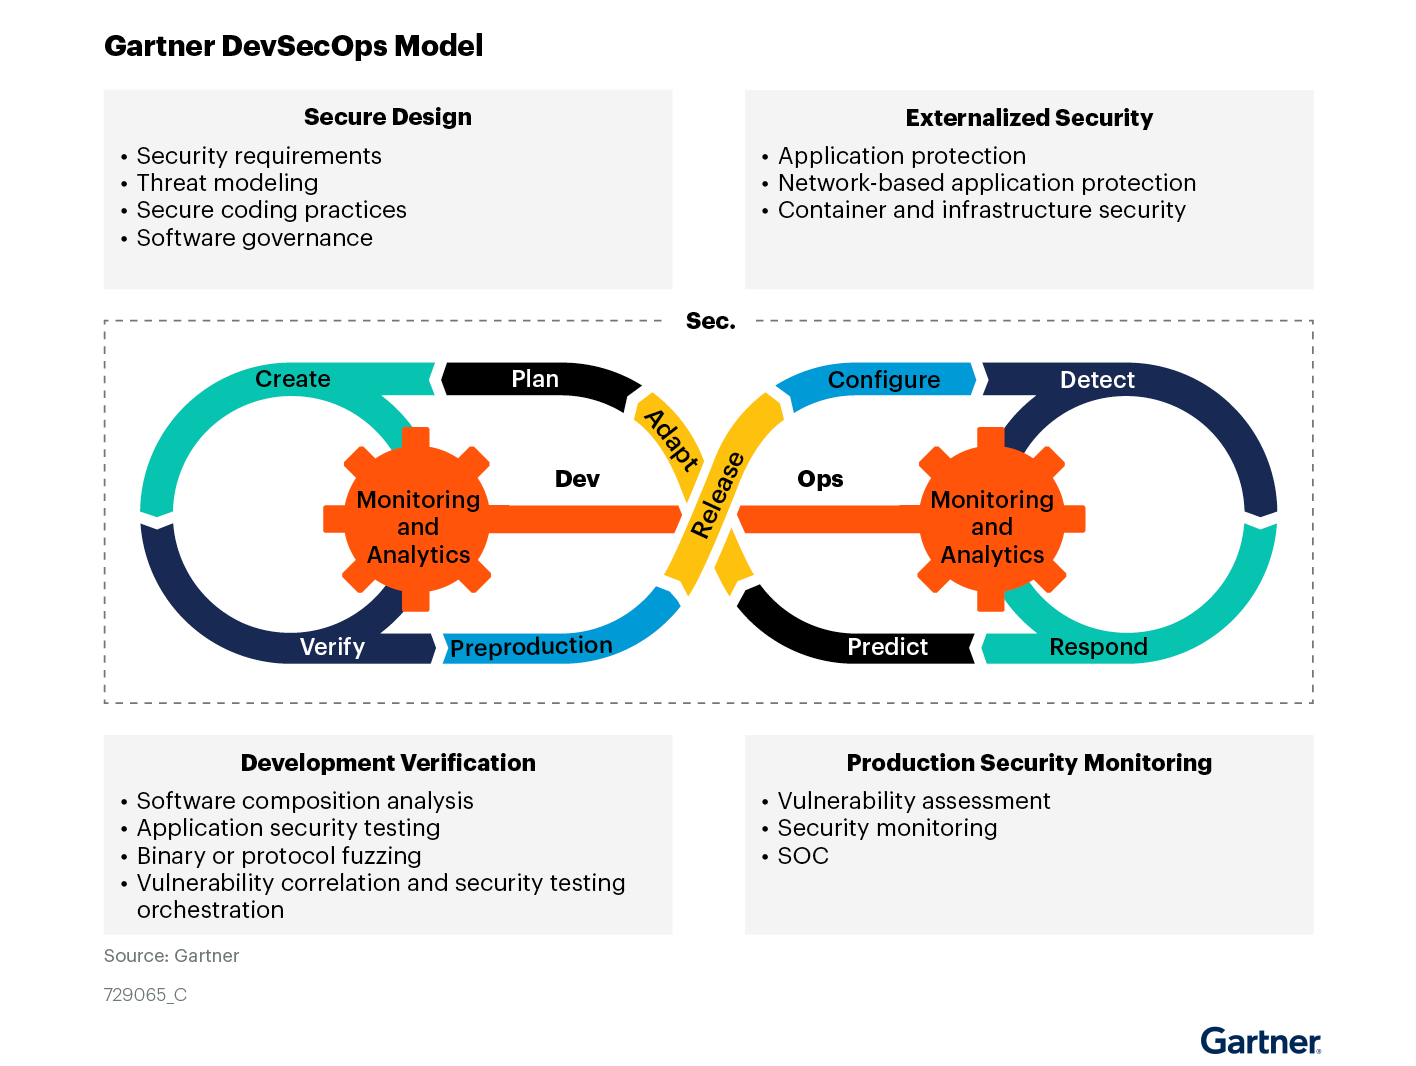 Gartner DevSecOps Model
Secure Design
• Security requirements
• Threat modeling
• Secure coding practices
• Software governance
Externalized Security
• Application protection
• Network-based application protection
• Container and infrastructure security
Sec.
Create
Plan
Adapt
Release
Configure
Detect
Monitoring
and
Analytics
Dev
Ops
Monitoring
and
Analytics
Verify
Preproduction
Predict
Respond
Development Verification
• Software composition analysis
• Application security testing
• Binary or protocol fuzzing
• Vulnerability correlation and security testing
orchestration
Production Security Monitoring
• Vulnerability assessment
• Security monitoring
• SOC
Source: Gartner
729065_C
Gartner®